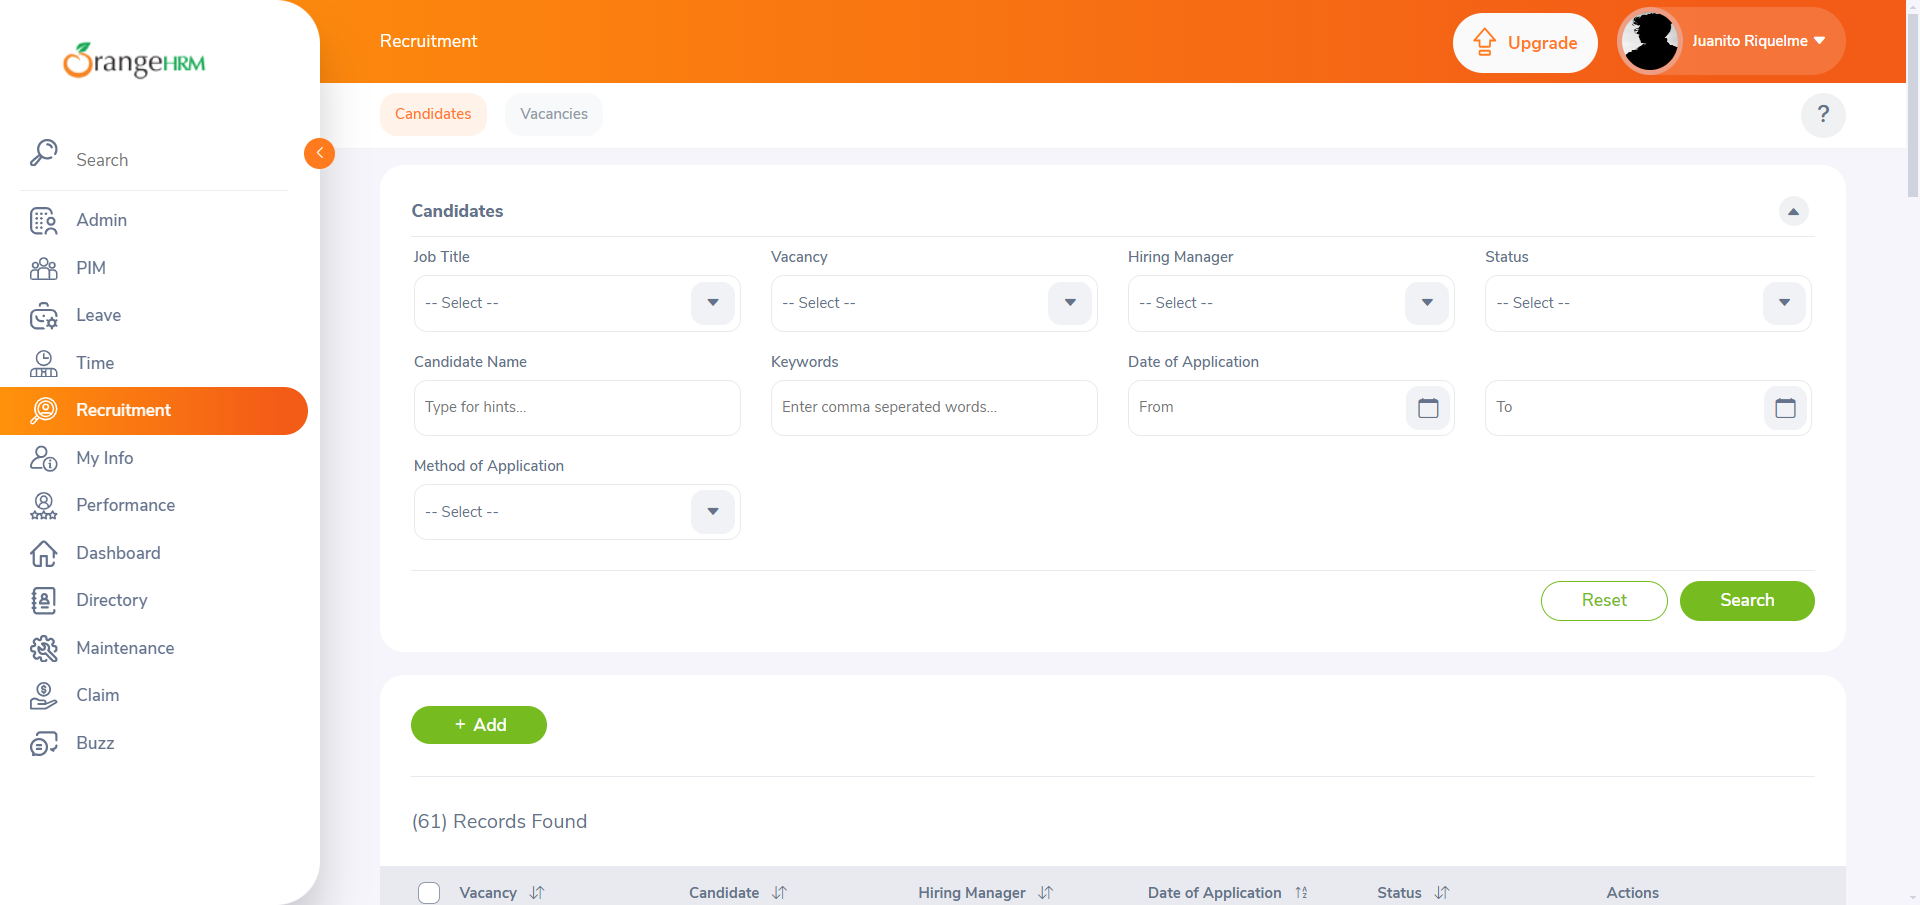 OrangeHRM
Recruitment
Upgrade
Juanito Riquelme
Candidates
Vacancies
?
Search
Admin
PIM
Leave
Time
Recruitment
My Info
Performance
Dashboard
Directory
Maintenance
Claim
Buzz
Candidates
Job Title
Vacancy
Hiring Manager
Status
-- Select --
-- Select --
-- Select --
-- Select --
Candidate Name
Keywords
Date of Application
Type for hints...
Enter comma seperated words...
From
To
Method of Application
-- Select --
Reset
Search
+ Add
(61) Records Found
Vacancy
Candidate
Hiring Manager
Date of Application
Status
Actions